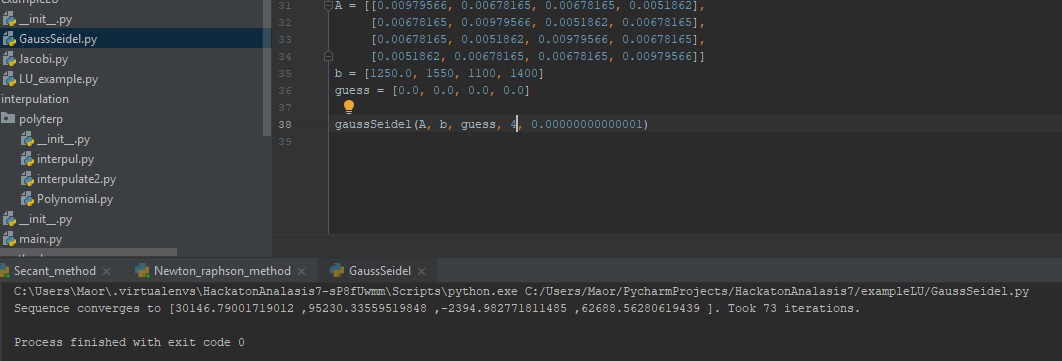 ExampleLU
__init__.py
GaussSeidel.py
Jacobi.py
LU_example.py
interpolation
polyterp
__init__.py
interpul.py
interpulate2.py
Polynomial.py
__init__.py
main.py
31 A = [[0.00979566, 0.00678165, 0.00678165, 0.0051862],
32 [0.00678165, 0.00979566, 0.0051862, 0.00678165],
33 [0.00678165, 0.0051862, 0.00979566, 0.00678165],
34 [0.0051862, 0.00678165, 0.00678165, 0.00979566]]
35 b = [1250.0, 1550, 1100, 1400]
36 guess = [0.0, 0.0, 0.0, 0.0]
37
38 gaussSeidel(A, b, guess, 4, 0.00000000000001)
39
Secant_method × Newton_raphson_method × GaussSeidel ×
C:\Users\Maor\.virtualenvs\HackatonAnalasis7-sP8fUwmm\Scripts\python.exe C:/Users/Maor/PycharmProjects/HackatonAnalasis7/exampleLU/GaussSeidel.py
Sequence converges to [30146.79001719012 ,95230.33559519848 ,-2394.982771811485 ,62688.56280619439 ]. Took 73 iterations.
Process finished with exit code 0